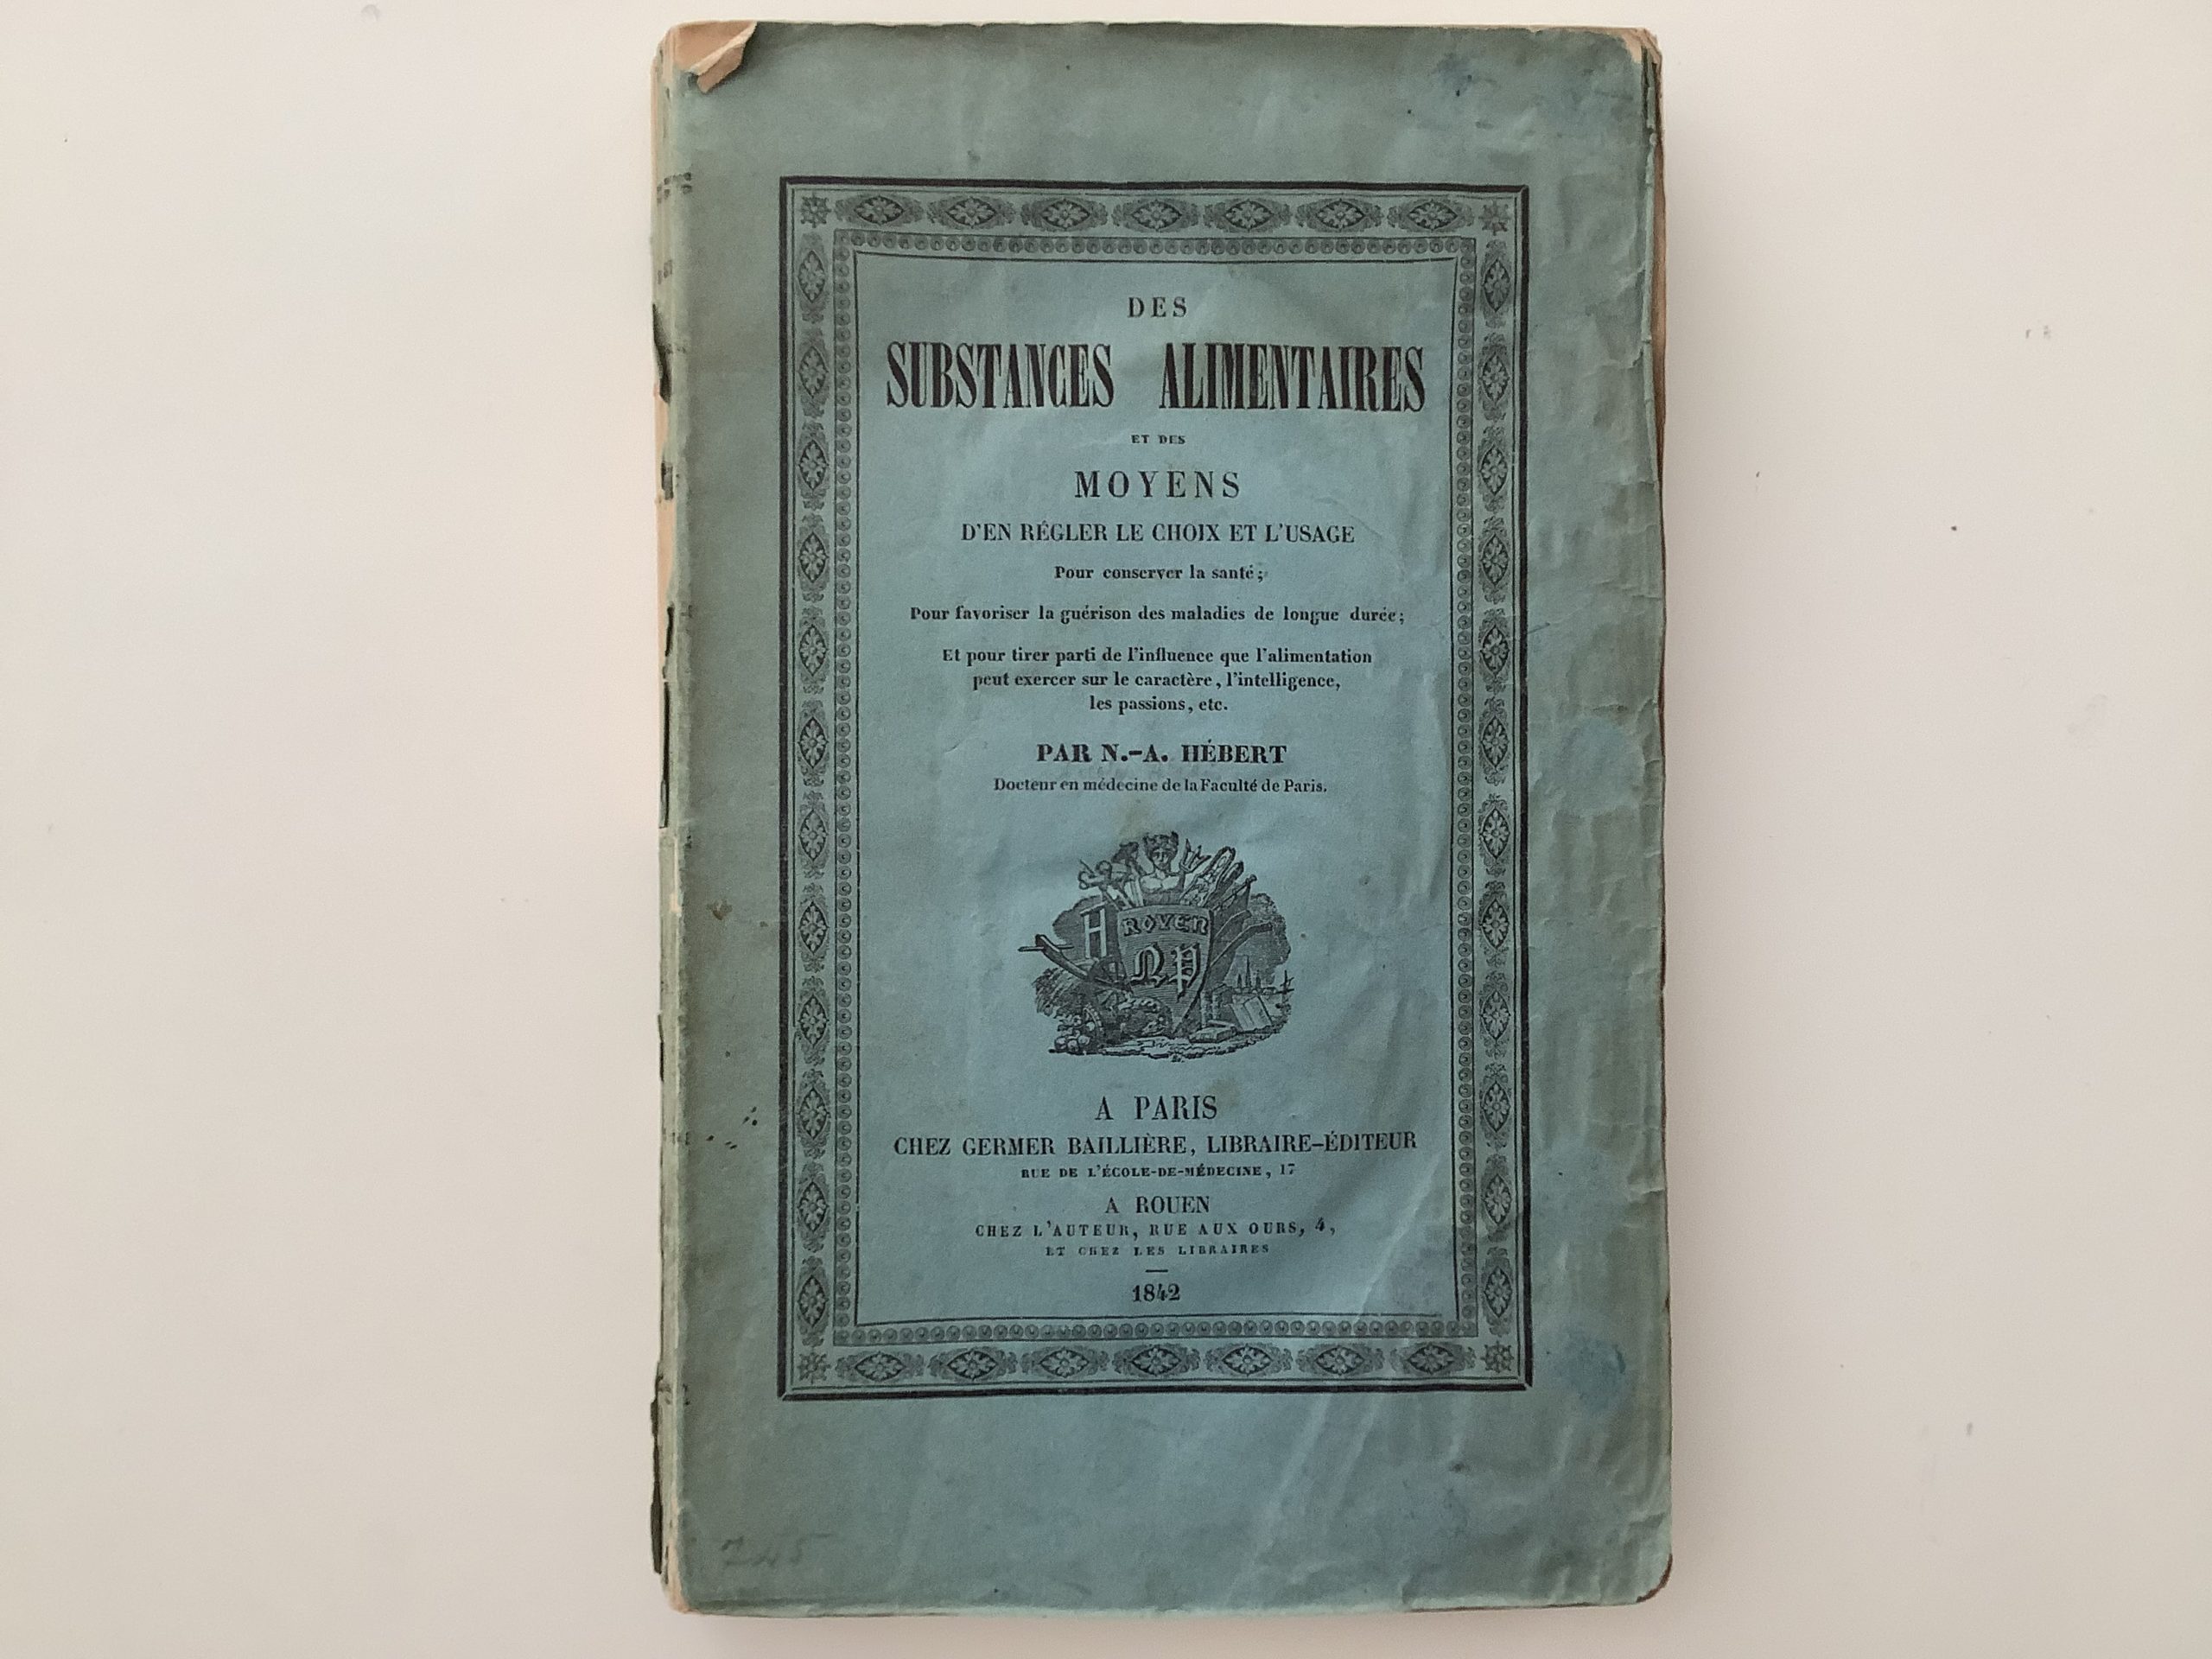 DES
SUBSTANCES ALIMENTAIRES
ET DES
MOYENS
D'EN RÉGLER LE CHOIX ET L'USAGE
Pour conserver la santé;
Pour favoriser la guérison des maladies de longue durée;
Et pour tirer parti de l'influence que l'alimentation
peut exercer sur le caractère, l'intelligence,
les passions, etc.
PAR N.-A. HÉBERT
Docteur en médecine de la Faculté de Paris.
H
ROUEN
NP
A PARIS
CHEZ GERMER BAILLIÈRE, LIBRAIRE-ÉDITEUR
RUE DE L'ÉCOLE-DE-MÉDECINE, 17
A ROUEN
CHEZ L'AUTEUR, RUE AUX OURS, 4,
ET CHEZ LES LIBRAIRES
1842